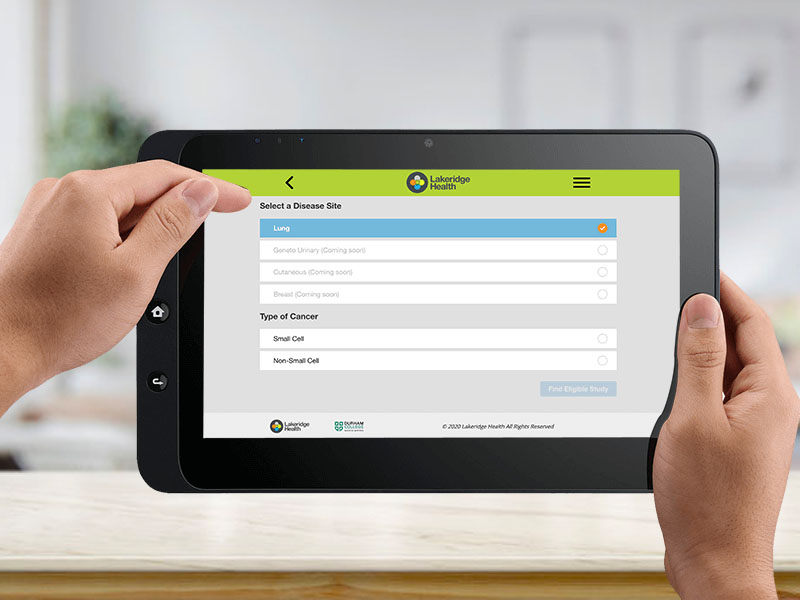 Lakeridge
Health
Select a Disease Site
Lung
Geneto Urinary (Coming soon)
Cutaneous (Coming soon)
Breast (Coming soon)
Type of Cancer
Small Cell
Non-Small Cell
Find Eligible Study
Lakeridge
Health
DURHAM
COLLEGE
© 2020 Lakeridge Health All Rights Reserved